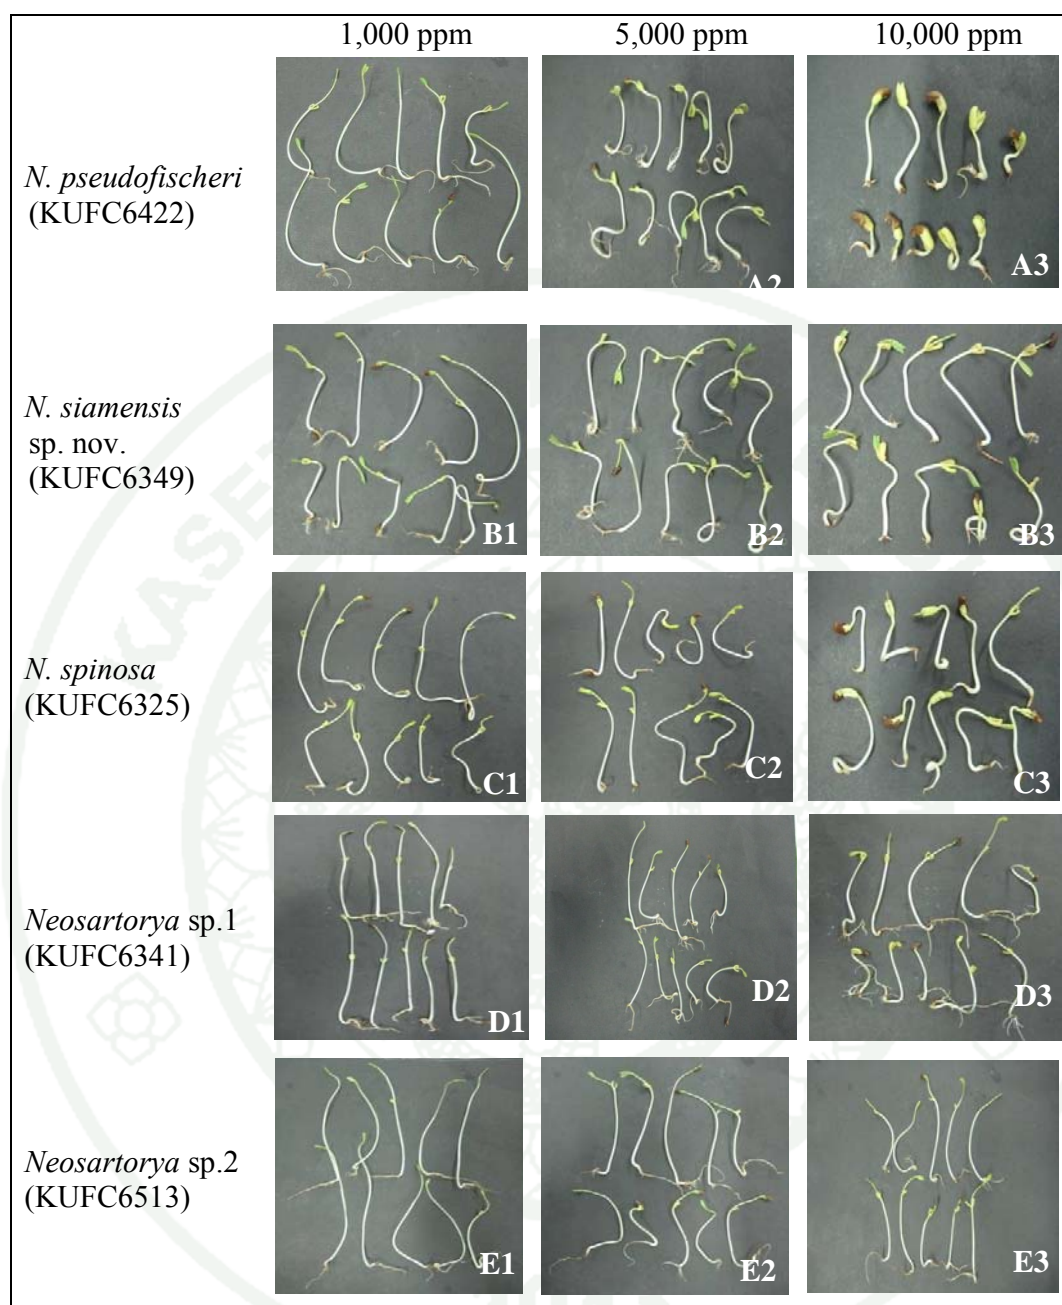 1,000 ppm 5,000 ppm 10,000 ppm
N. pseudofischeri
(KUFC6422)
A2 A3
N. siamensis
sp. nov.
(KUFC6349)
B1 B2 B3
N. spinosa
(KUFC6325)
C1 C2 C3
Neosartorya sp.1
(KUFC6341)
D1 D2 D3
Neosartorya sp.2
(KUFC6513)
E1 E2 E3